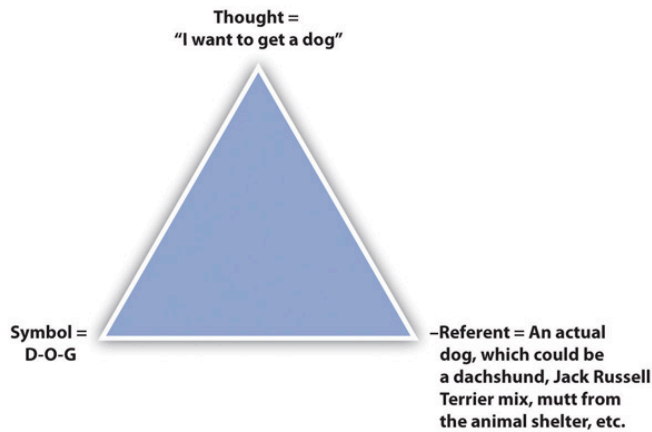 Thought =
“I want to get a dog”
Symbol =
D-O-G
–Referent = An actual
dog, which could be
a dachshund, Jack Russell
Terrier mix, mutt from
the animal shelter, etc.